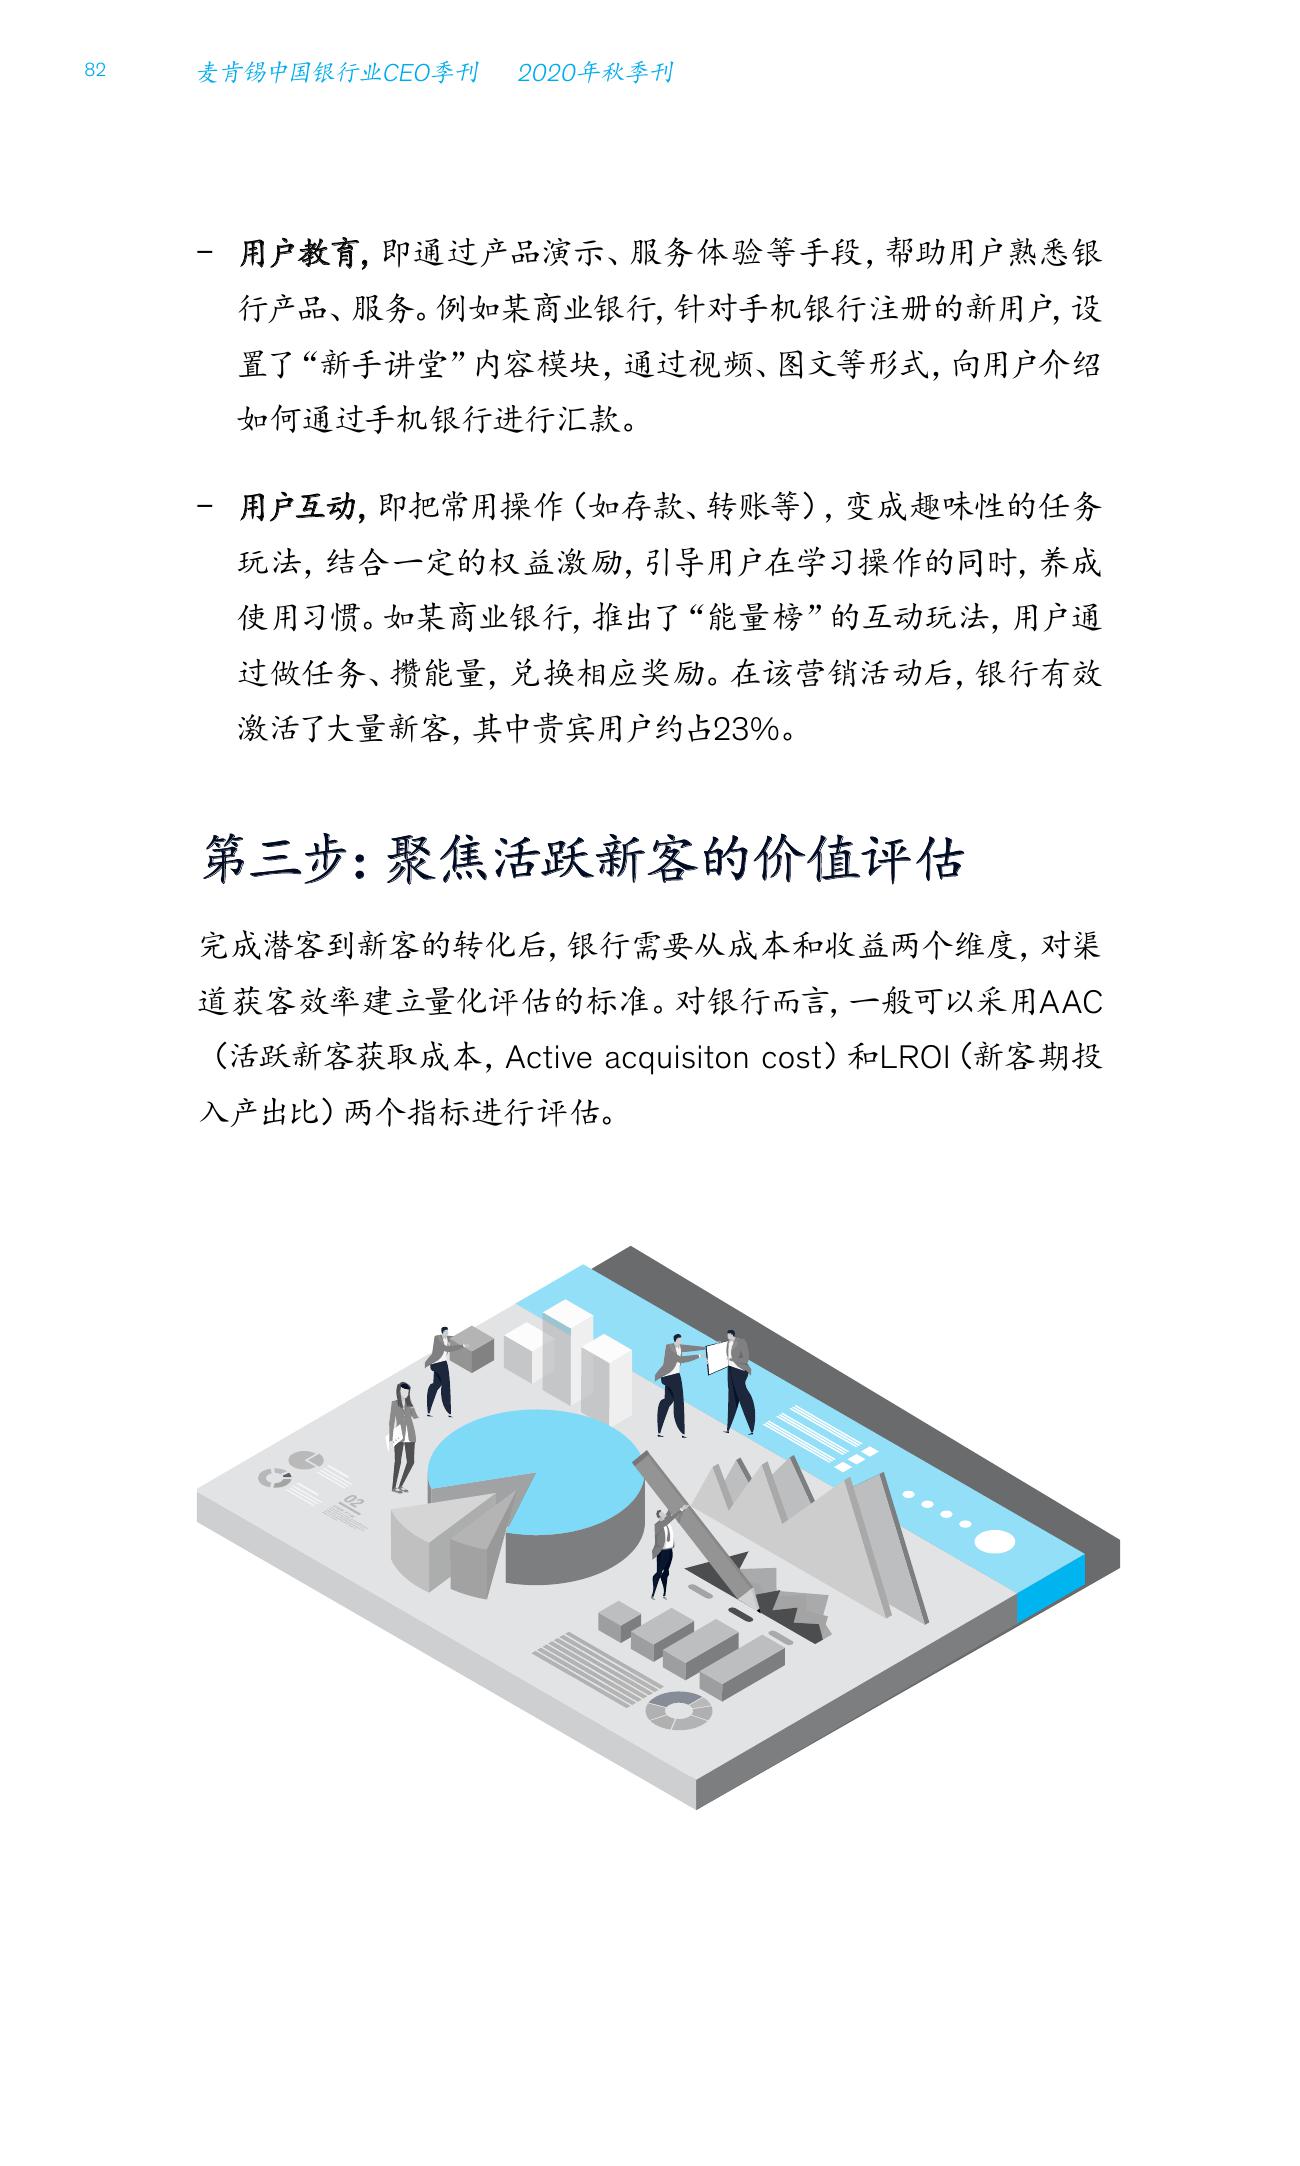 82
麦肯锡中国银行业CEO季刊 2020年秋季刊
– 用户教育，即通过产品演示、服务体验等手段，帮助用户熟悉银
行产品、服务。例如某商业银行，针对手机银行注册的新用户，设
置了“新手讲堂”内容模块，通过视频、图文等形式，向用户介绍
如何通过手机银行进行汇款。
– 用户互动，即把常用操作（如存款、转账等），变成趣味性的任务
玩法，结合一定的权益激励，引导用户在学习操作的同时，养成
使用习惯。如某商业银行，推出了“能量榜”的互动玩法，用户通
过做任务、攒能量，兑换相应奖励。在该营销活动后，银行有效
激活了大量新客，其中贵宾用户约占23%。
第三步：聚焦活跃新客的价值评估
完成潜客到新客的转化后，银行需要从成本和收益两个维度，对渠
道获客效率建立量化评估的标准。对银行而言，一般可以采用AAC
（活跃新客获取成本，Active acquisiton cost）和LROI（新客期投
入产出比）两个指标进行评估。
02